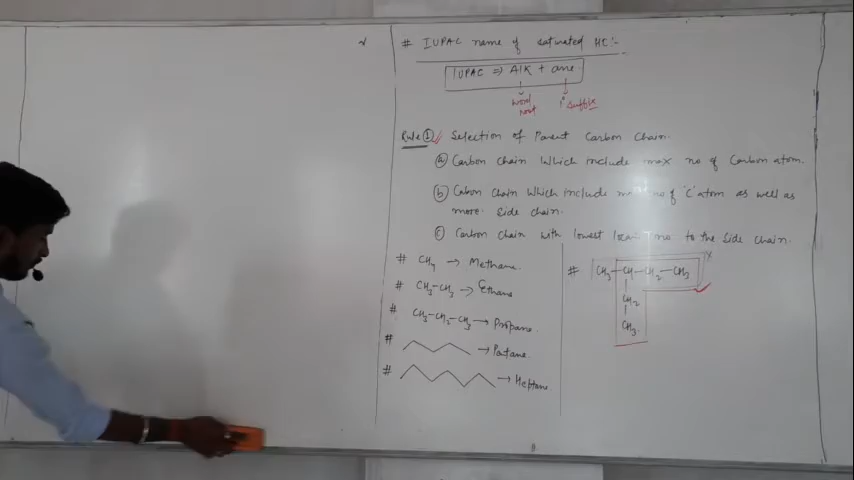 # IUPAC name of saturated HC :-
IUPAC ⇒ Alk + ane
word root
1° suffix
Rule ① Selection of Parent Carbon Chain.
ⓐ Carbon chain which include max no of Carbon atom.
ⓑ Carbon chain which include no of 'C' atom as well as
more side chain.
ⓒ Carbon chain with lowest no to the side chain.
# CH4 → Methane.
# CH3-CH3 → Ethane
# CH3-CH2-CH3 → Propane.
# → Pentane.
# → Heptane
# CH3-CH-CH2-CH3
CH2
CH3